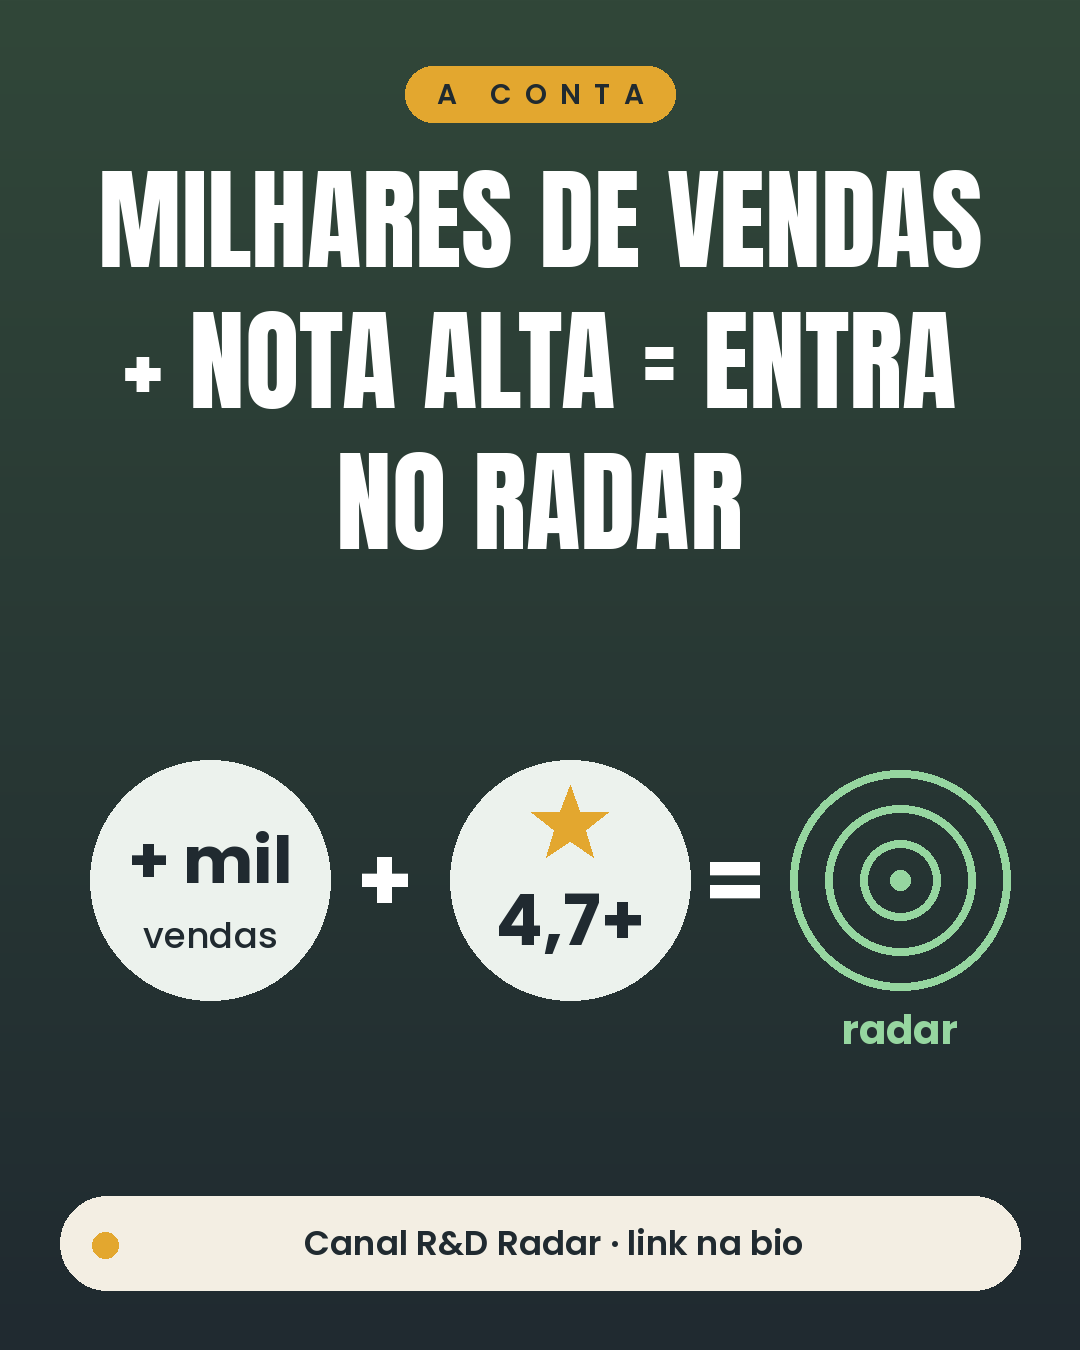 A CONTA
MILHARES DE VENDAS
+ NOTA ALTA = ENTRA
NO RADAR
+ mil
vendas
+
4,7+
=
radar
Canal R&D Radar · link na bio